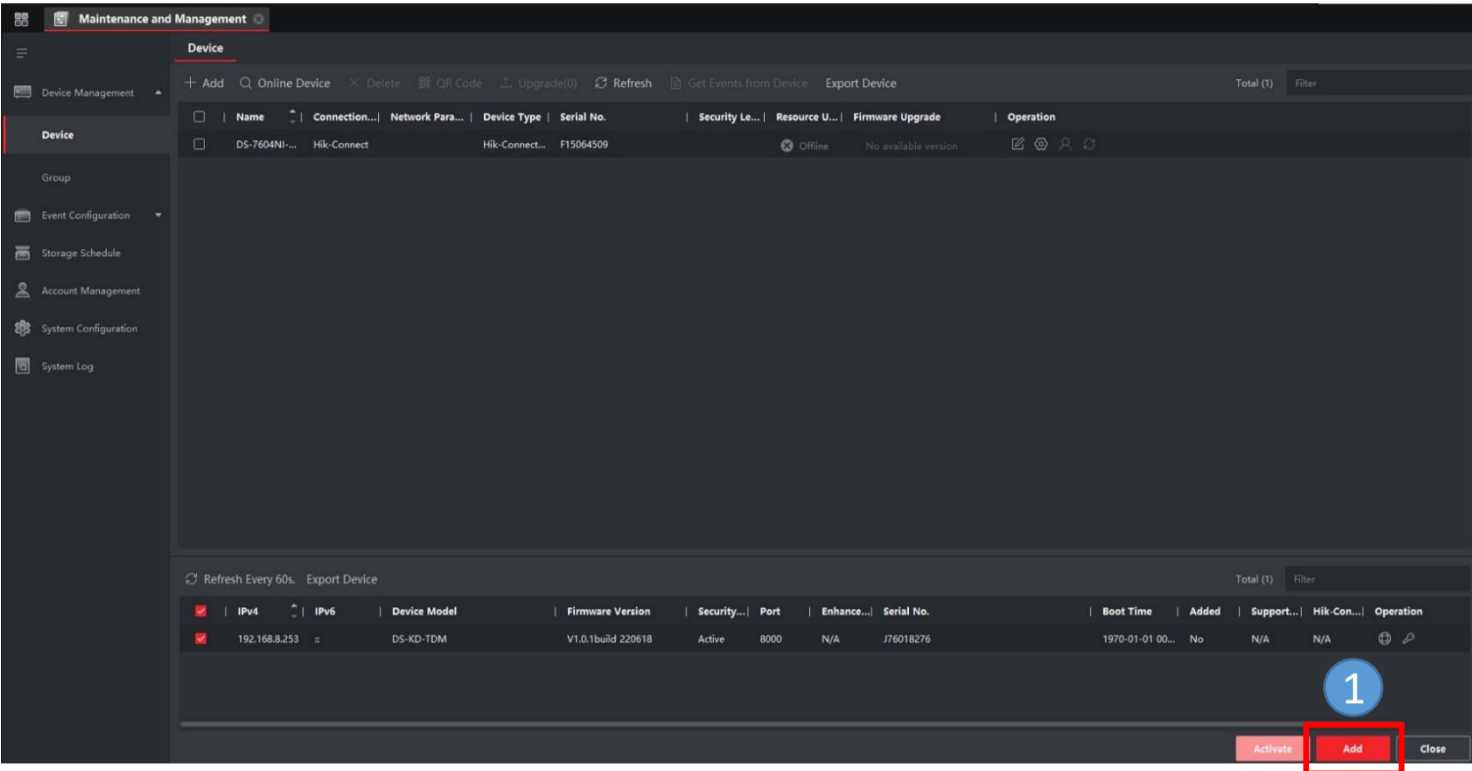 Maintenance and Management
Device
+ Add Online Device × Delete QR Code Upgrade(0) Refresh Get Events from Device Export Device Total (1) Filter
Device Management
Name | Connection...| Network Para... | Device Type | Serial No. | Security Le... | Resource U... | Firmware Upgrade | Operation
Device
DS-7604NI-... Hik-Connect Hik-Connect... F15064509 Offline No available version
Group
Event Configuration
Storage Schedule
Account Management
System Configuration
System Log
Refresh Every 60s. Export Device Total (1) Filter
IPv4 | IPv6 | Device Model | Firmware Version | Security...| Port | Enhance...| Serial No. | Boot Time | Added | Support...| Hik-Con...| Operation
192.168.8.253 :: DS-KD-TDM V1.0.1build 220618 Active 8000 N/A J76018276 1970-01-01 00... No N/A N/A
1
Activate Add Close